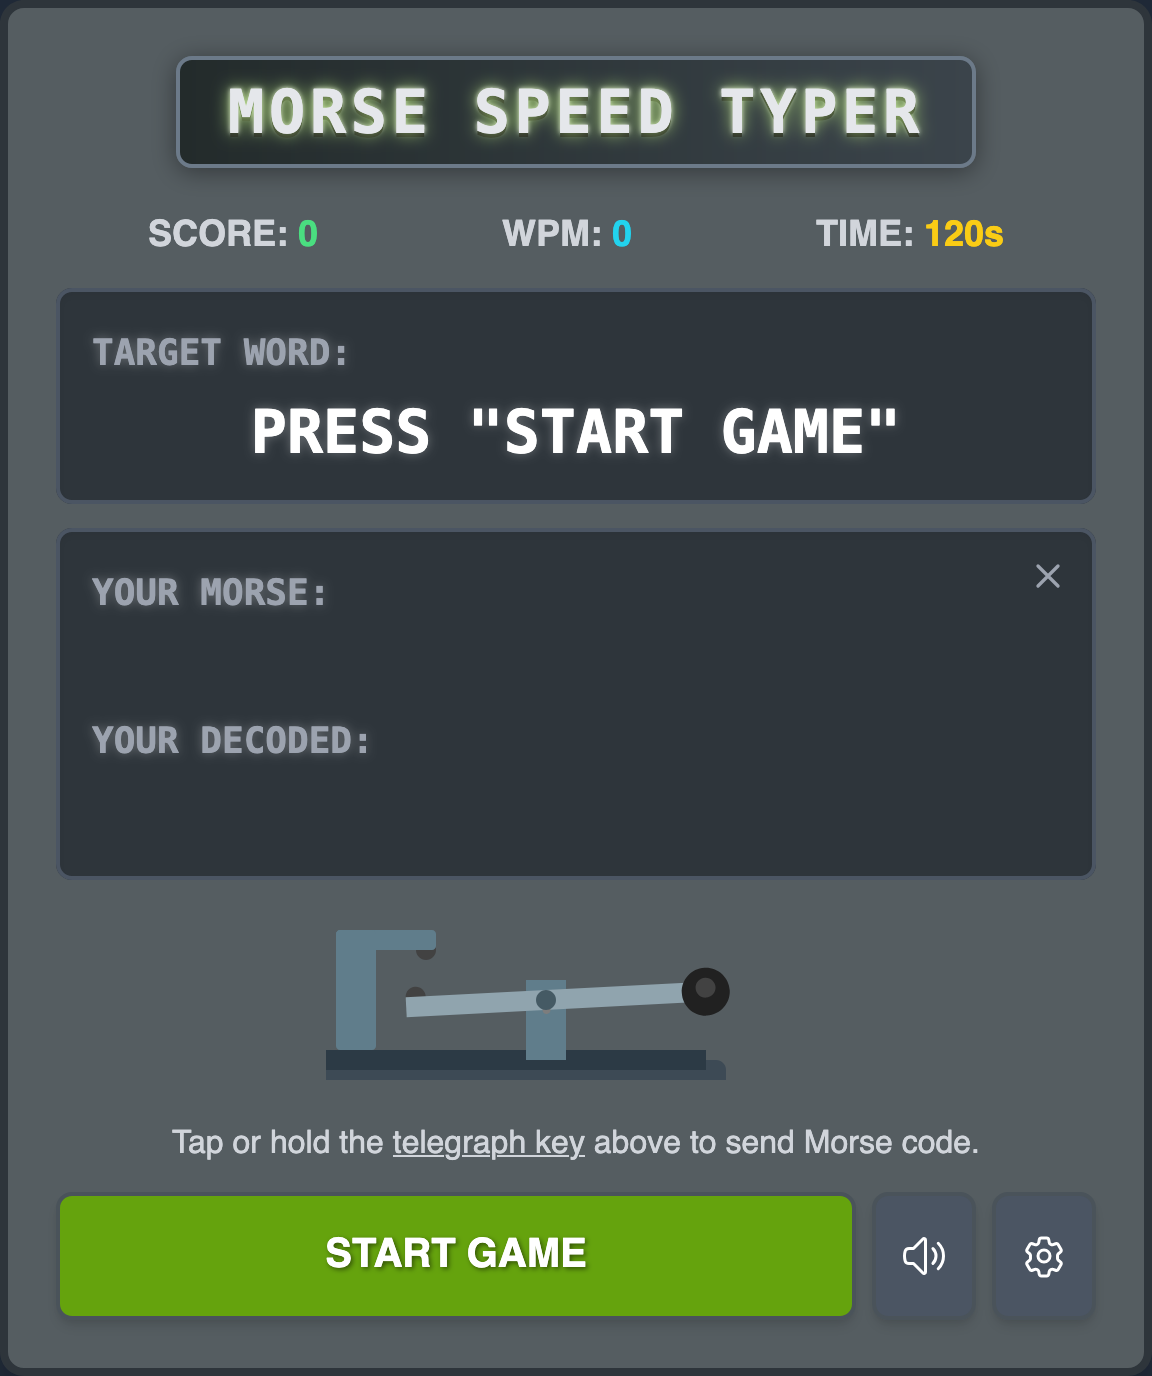 MORSE SPEED TYPER
SCORE: 0 WPM: 0 TIME: 120s
TARGET WORD:
PRESS "START GAME"
YOUR MORSE:
YOUR DECODED:
Tap or hold the telegraph key above to send Morse code.
START GAME